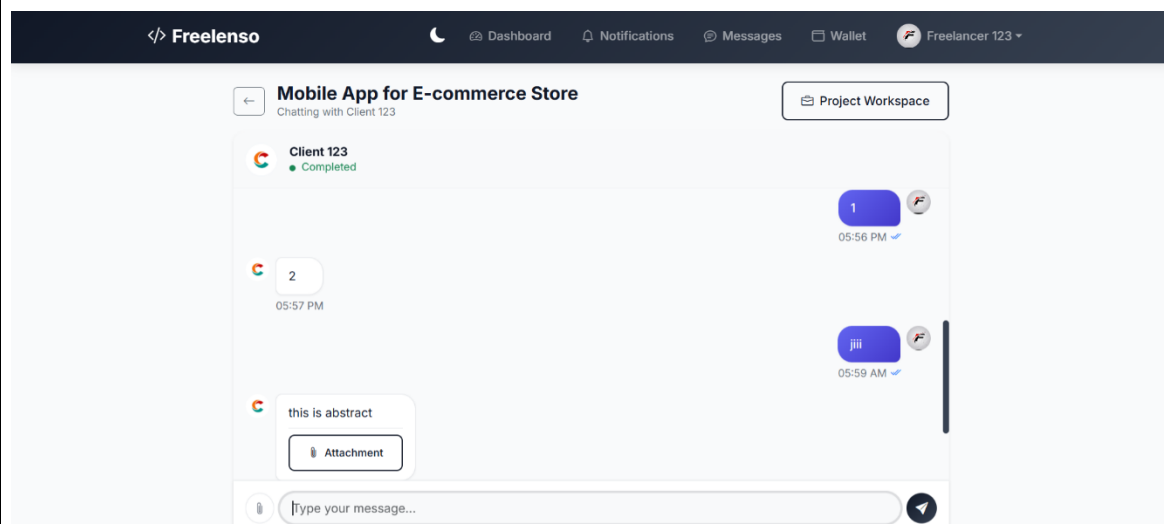 </> Freelenso
Dashboard
Notifications
Messages
Wallet
Freelancer 123
Mobile App for E-commerce Store
Chatting with Client 123
Project Workspace
Client 123
Completed
1
05:56 PM
2
05:57 PM
jiii
05:59 AM
this is abstract
Attachment
Type your message...